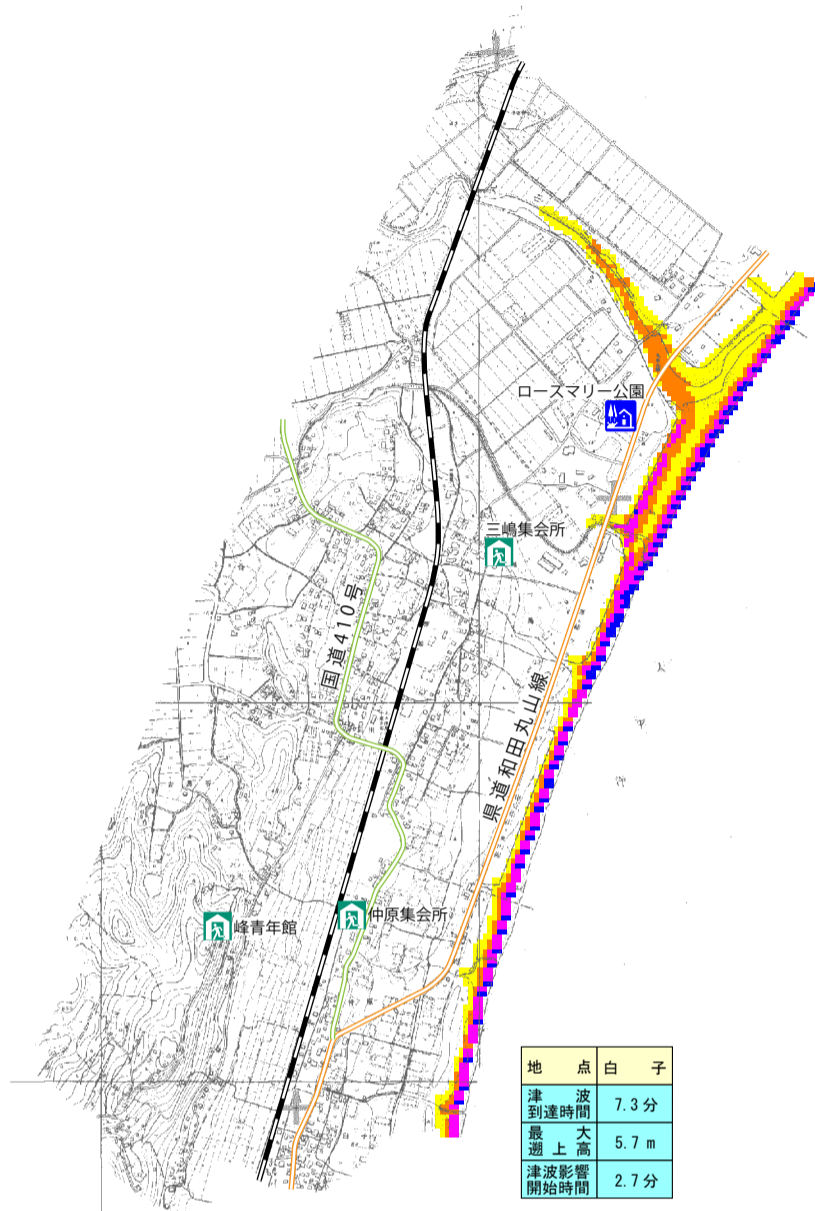 ローズマリー公園
三嶋集会所
国道410号
県道和田丸山線
峰青年館
仲原集会所
太
平
洋
地点 白子
津波到達時間 7.3分
最大遡上高 5.7m
津波影響開始時間 2.7分